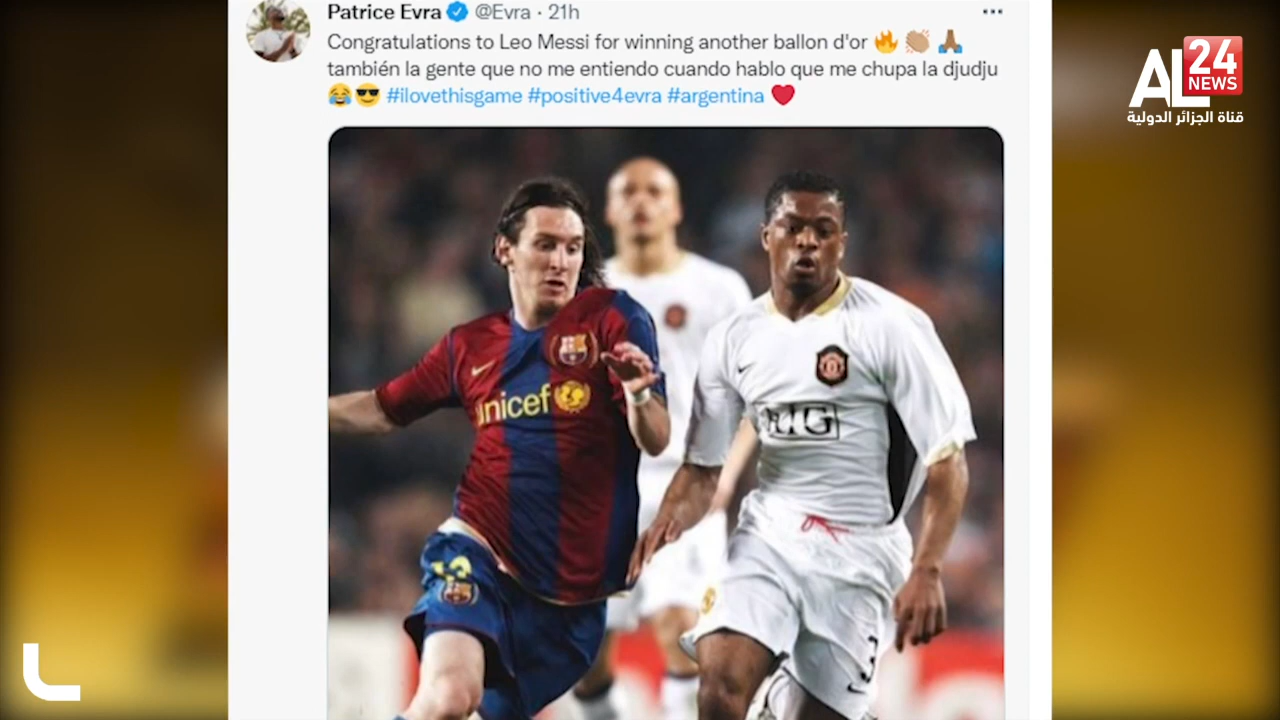 Patrice Evra @Evra · 21h
Congratulations to Leo Messi for winning another ballon d'or 🔥 👏🏽 🙏🏽
también la gente que no me entiendo cuando hablo que me chupa la djudju
😂😎 #ilovethisgame #positive4evra #argentina ❤️
AL
24
NEWS
قناة الجزائر الدولية
unicef
AIG
13
3